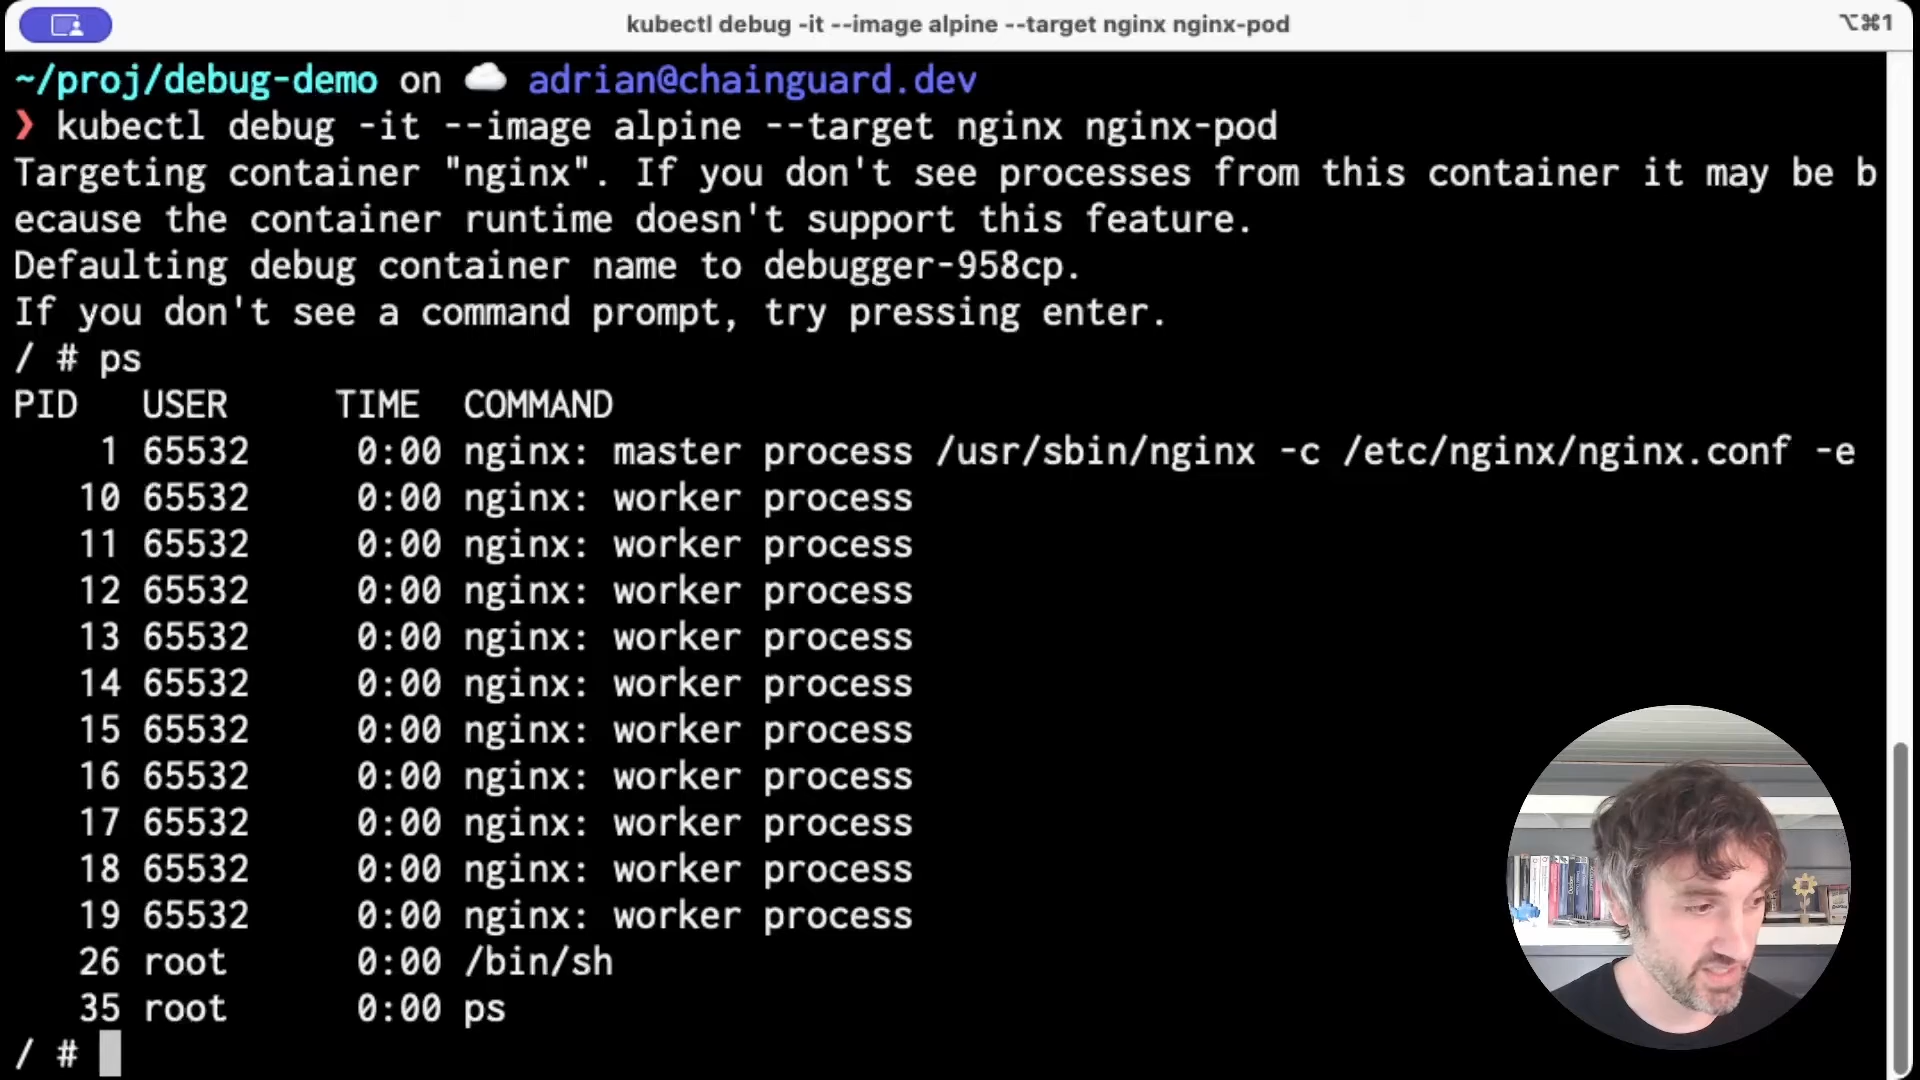 kubectl debug -it --image alpine --target nginx nginx-pod
⌥⌘1
~/proj/debug-demo on ☁️ adrian@chainguard.dev
❯ kubectl debug -it --image alpine --target nginx nginx-pod
Targeting container "nginx". If you don't see processes from this container it may be b
ecause the container runtime doesn't support this feature.
Defaulting debug container name to debugger-958cp.
If you don't see a command prompt, try pressing enter.
/ # ps
PID   USER     TIME  COMMAND
    1 65532     0:00 nginx: master process /usr/sbin/nginx -c /etc/nginx/nginx.conf -e
   10 65532     0:00 nginx: worker process
   11 65532     0:00 nginx: worker process
   12 65532     0:00 nginx: worker process
   13 65532     0:00 nginx: worker process
   14 65532     0:00 nginx: worker process
   15 65532     0:00 nginx: worker process
   16 65532     0:00 nginx: worker process
   17 65532     0:00 nginx: worker process
   18 65532     0:00 nginx: worker process
   19 65532     0:00 nginx: worker process
   26 root      0:00 /bin/sh
   35 root      0:00 ps
/ #